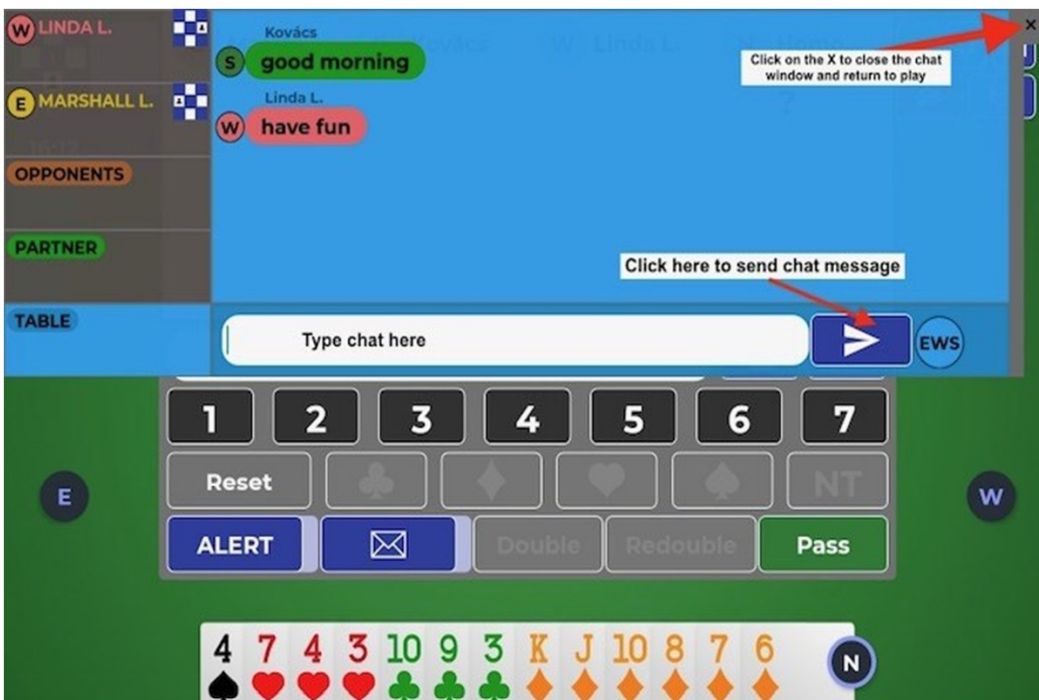 W LINDA L.
E MARSHALL L.
OPPONENTS
PARTNER
TABLE
Kovács
S good morning
Linda L.
W have fun
Click on the X to close the chat
window and return to play
X
Click here to send chat message
Type chat here
EWS
1 2 3 4 5 6 7
Reset NT
ALERT Double Redouble Pass
E
W
4 7 4 3 10 9 3 K J 10 8 7 6
N